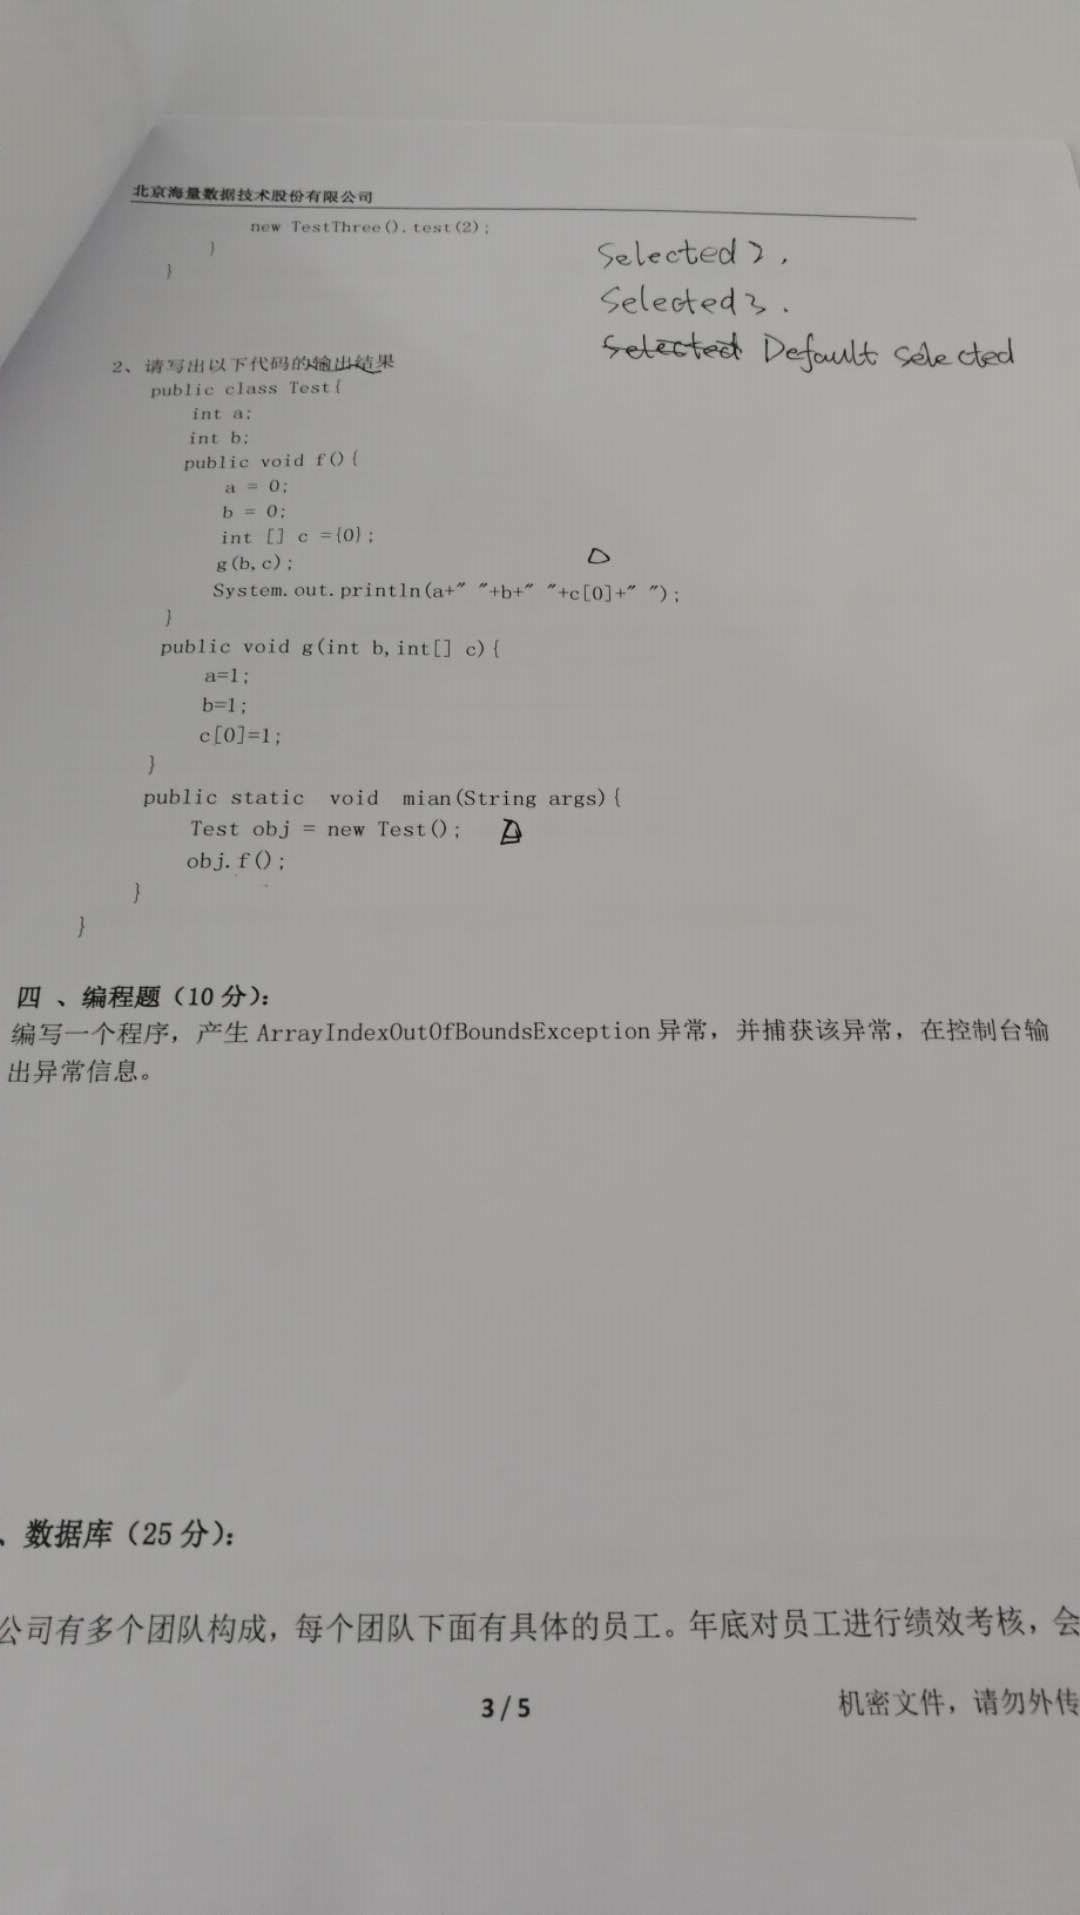 北京海量数据技术股份有限公司
new TestThree().test(2);
}
}
Selected 2,
Selected 3.
Selected Default selected
2、请写出以下代码的输出结果
public class Test{
int a;
int b;
public void f(){
a = 0;
b = 0;
int [] c ={0};
g(b,c);
System.out.println(a+" "+b+" "+c[0]+" ");
}
public void g(int b,int[] c){
a=1;
b=1;
c[0]=1;
}
public static void mian(String args){
Test obj = new Test();
obj.f();
}
}
四 、编程题（10 分）：
编写一个程序，产生 ArrayIndexOutOfBoundsException 异常，并捕获该异常，在控制台输
出异常信息。
、数据库（25 分）：
公司有多个团队构成，每个团队下面有具体的员工。年底对员工进行绩效考核，会
3 / 5
机密文件，请勿外传